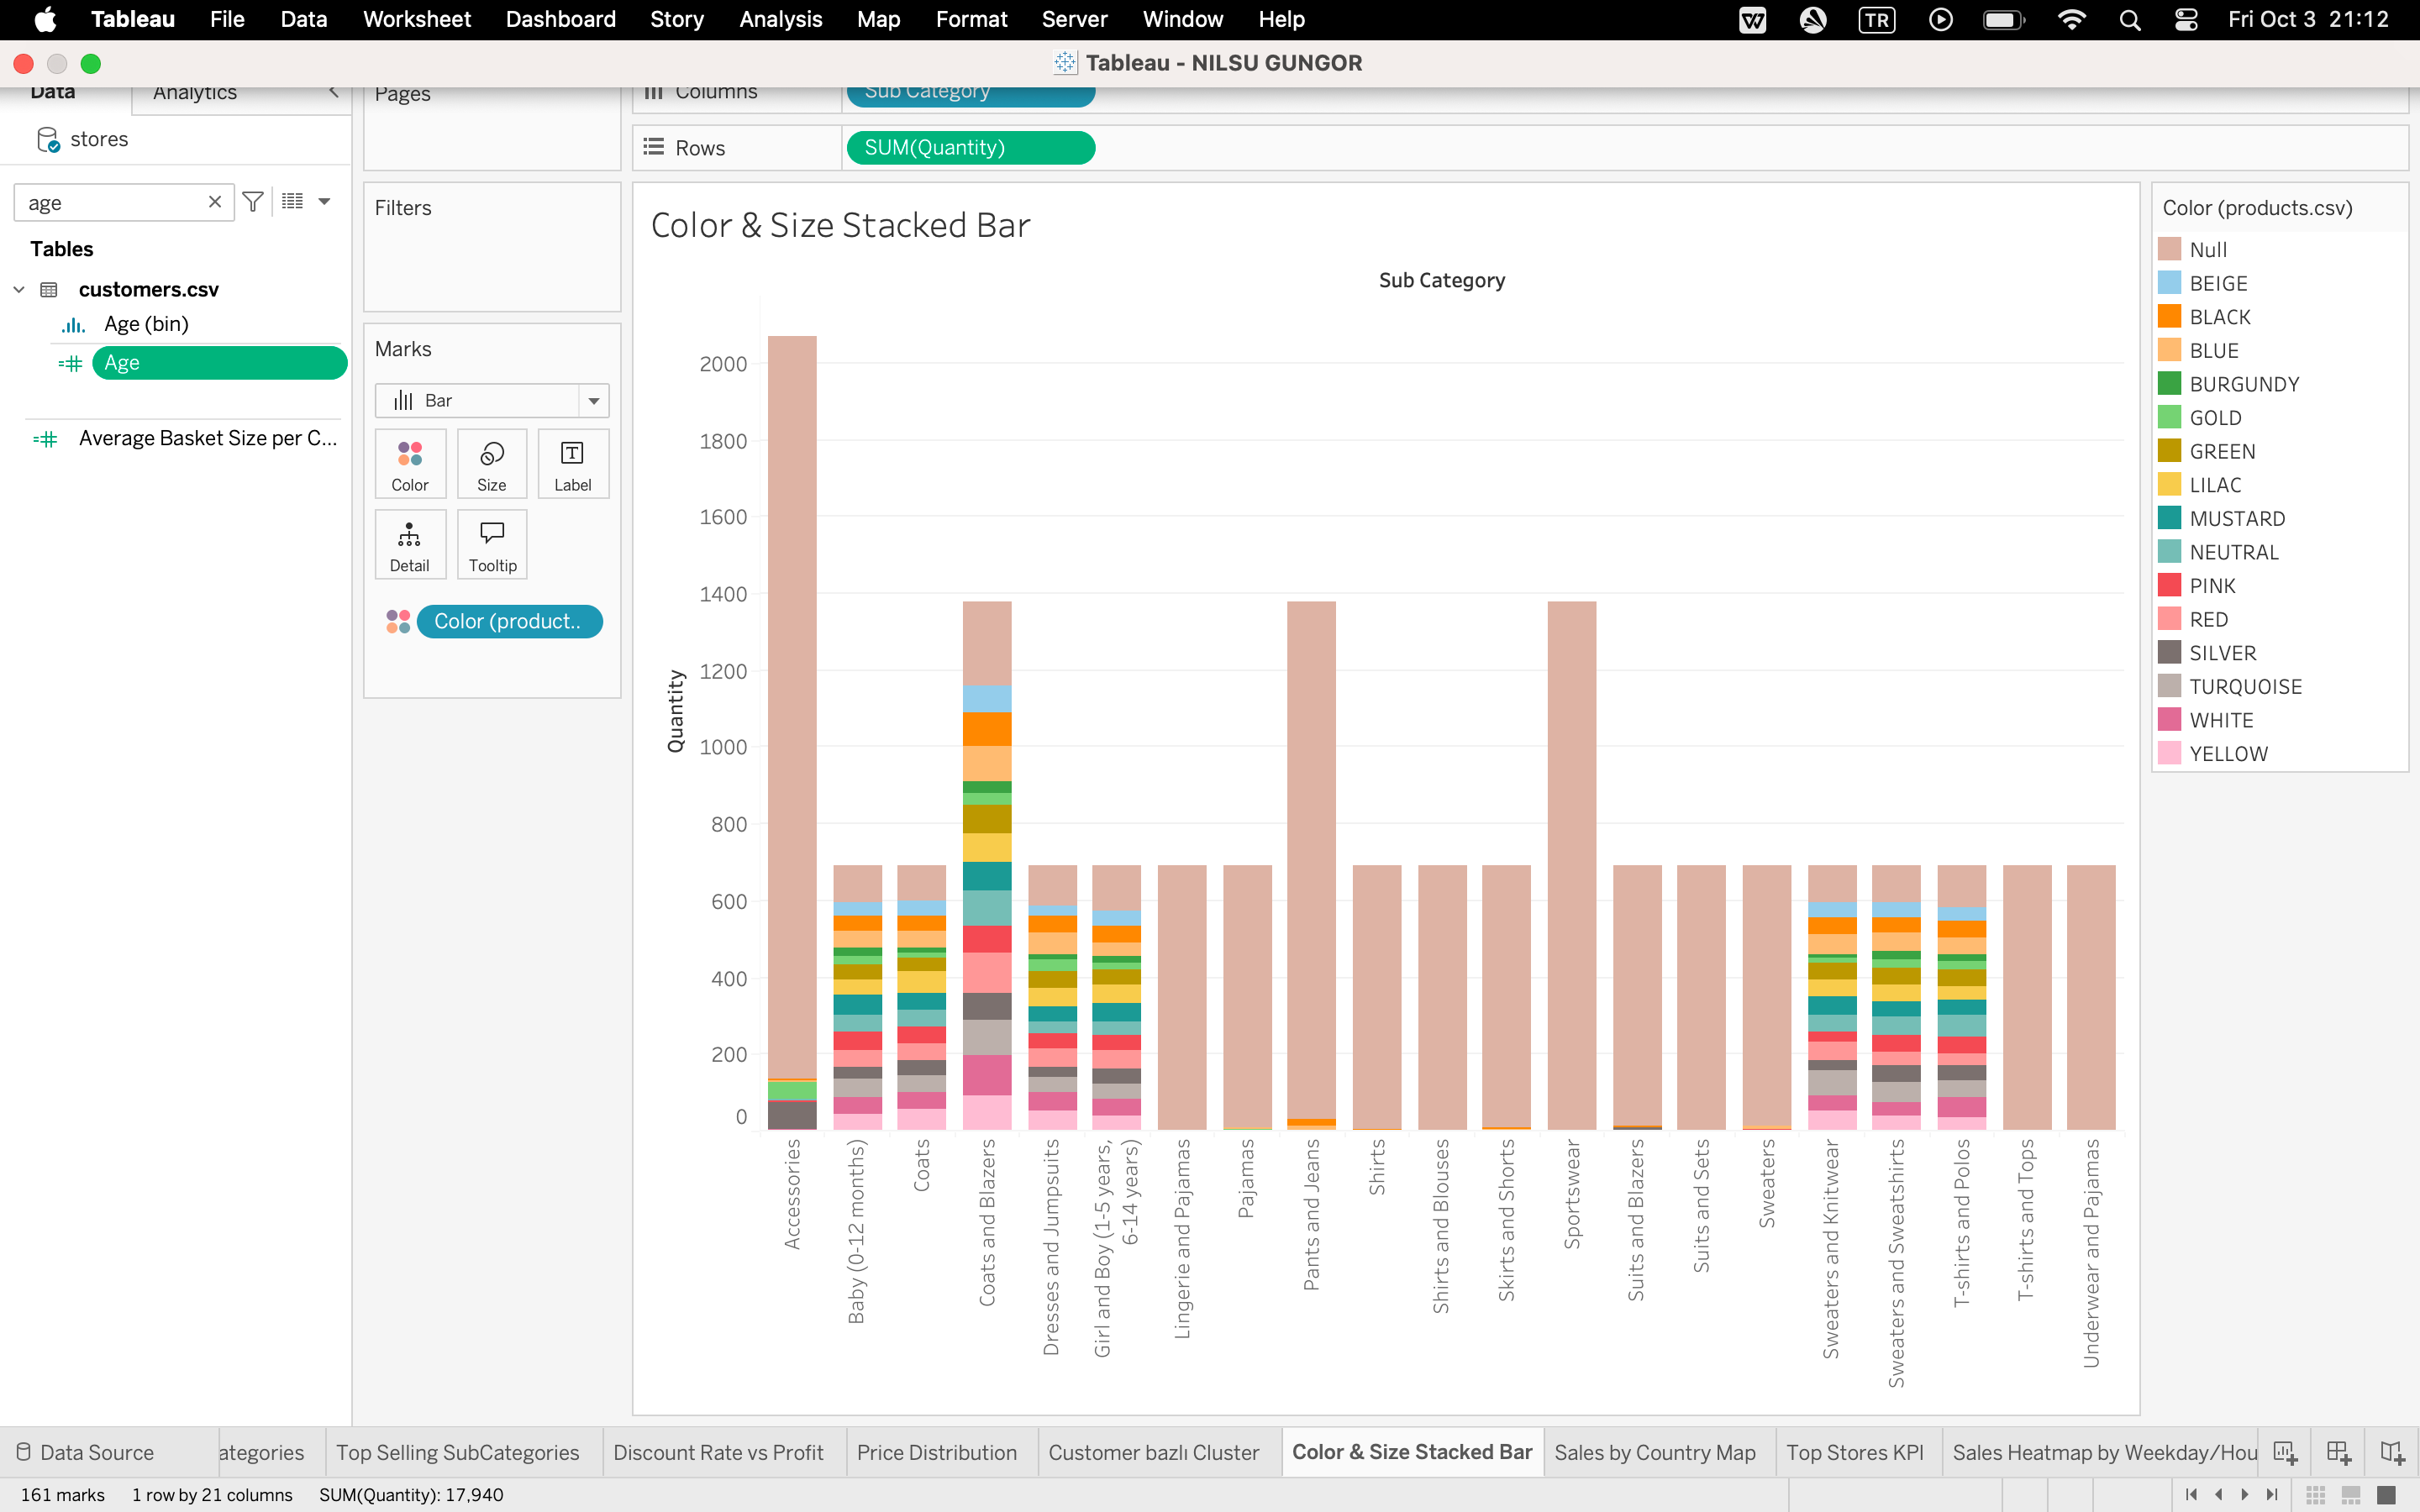 Tableau File Data Worksheet Dashboard Story Analysis Map Format Server Window Help TR Fri Oct 3 21:12
Tableau - NILSU GUNGOR
Data Analytics
stores
age
Tables
customers.csv
Age (bin)
Age
Average Basket Size per C...
Pages
Filters
Marks
Bar
Color Size Label
Detail Tooltip
Color (product..
Columns Sub Category
Rows SUM(Quantity)
Color & Size Stacked Bar
Sub Category
Quantity
2000
1800
1600
1400
1200
1000
800
600
400
200
0
Accessories
Baby (0-12 months)
Coats
Coats and Blazers
Dresses and Jumpsuits
Girl and Boy (1-5 years,
6-14 years)
Lingerie and Pajamas
Pajamas
Pants and Jeans
Shirts
Shirts and Blouses
Skirts and Shorts
Sportswear
Suits and Blazers
Suits and Sets
Sweaters
Sweaters and Knitwear
Sweaters and Sweatshirts
T-shirts and Polos
T-shirts and Tops
Underwear and Pajamas
Color (products.csv)
Null
BEIGE
BLACK
BLUE
BURGUNDY
GOLD
GREEN
LILAC
MUSTARD
NEUTRAL
PINK
RED
SILVER
TURQUOISE
WHITE
YELLOW
Data Source ategories Top Selling SubCategories Discount Rate vs Profit Price Distribution Customer bazlı Cluster Color & Size Stacked Bar Sales by Country Map Top Stores KPI Sales Heatmap by Weekday/Hou
161 marks 1 row by 21 columns SUM(Quantity): 17,940